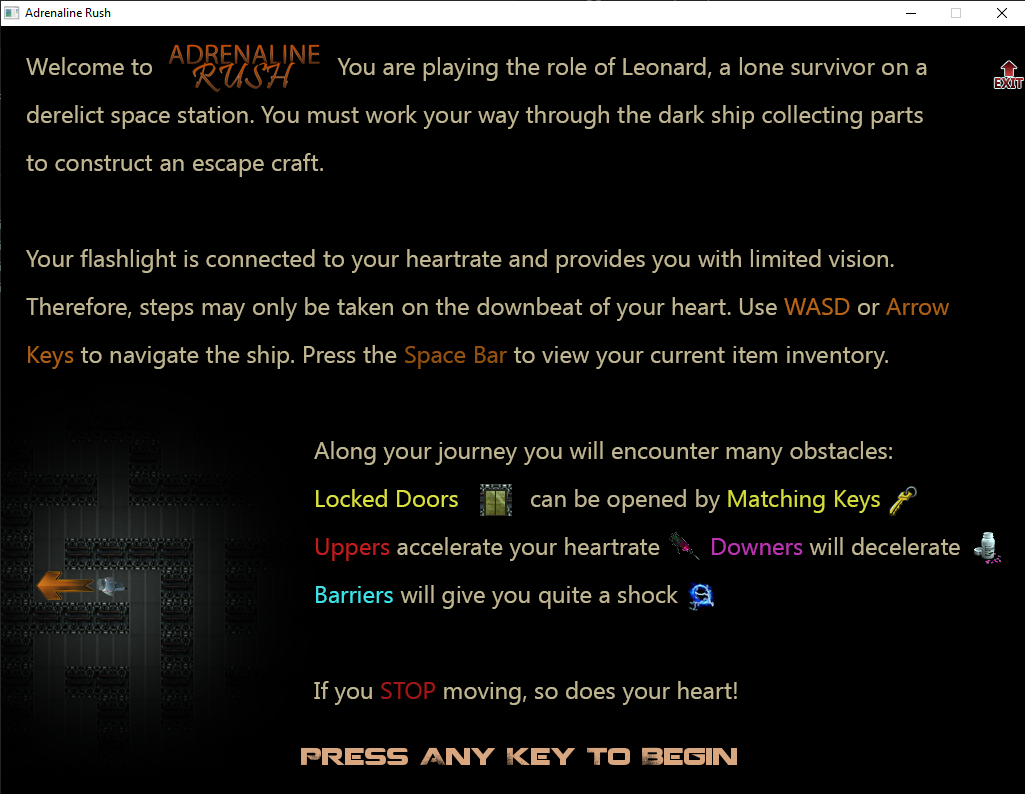 Adrenaline Rush
Welcome to ADRENALINE RUSH You are playing the role of Leonard, a lone survivor on a
EXIT
derelict space station. You must work your way through the dark ship collecting parts
to construct an escape craft.
Your flashlight is connected to your heartrate and provides you with limited vision.
Therefore, steps may only be taken on the downbeat of your heart. Use WASD or Arrow
Keys to navigate the ship. Press the Space Bar to view your current item inventory.
Along your journey you will encounter many obstacles:
Locked Doors can be opened by Matching Keys
Uppers accelerate your heartrate Downers will decelerate
Barriers will give you quite a shock
If you STOP moving, so does your heart!
PRESS ANY KEY TO BEGIN